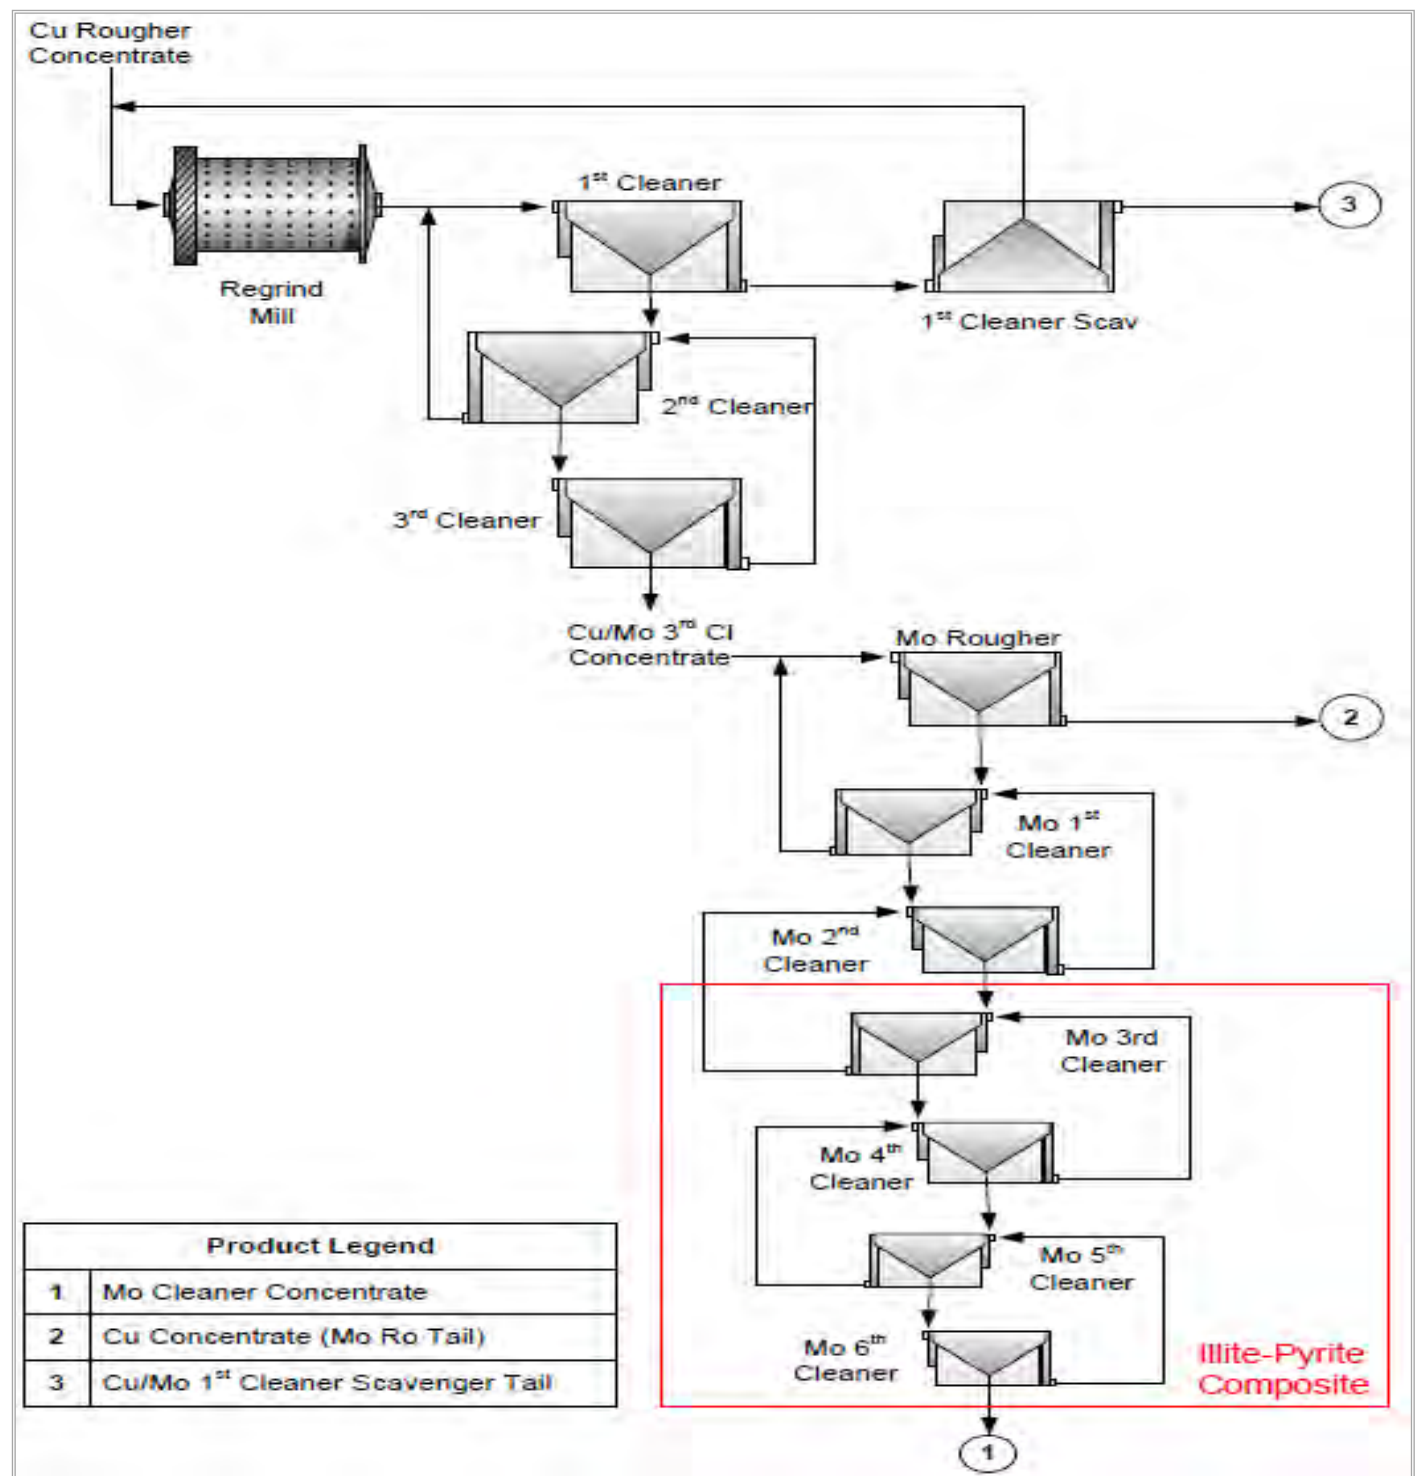 Cu Rougher
Concentrate
1st Cleaner
3
Regrind
Mill
1st Cleaner Scav
2nd Cleaner
3rd Cleaner
Cu/Mo 3rd Cl
Concentrate
Mo Rougher
2
Mo 1st
Cleaner
Mo 2nd
Cleaner
Mo 3rd
Cleaner
Mo 4th
Cleaner
Mo 5th
Cleaner
Mo 6th
Cleaner
Illite-Pyrite
Composite
1
Product Legend
1 Mo Cleaner Concentrate
2 Cu Concentrate (Mo Ro Tail)
3 Cu/Mo 1st Cleaner Scavenger Tail